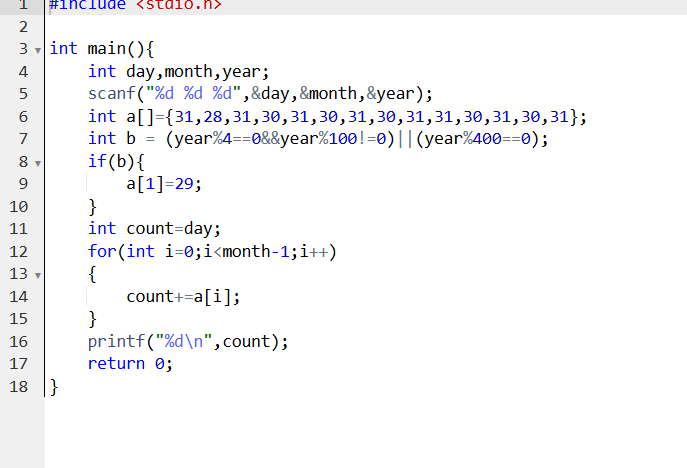 1 #include <stdio.h>
2
3 int main(){
4 int day,month,year;
5 scanf("%d %d %d",&day,&month,&year);
6 int a[]={31,28,31,30,31,30,31,30,31,31,30,31,30,31};
7 int b = (year%4==0&&year%100!=0)||(year%400==0);
8 if(b){
9 a[1]=29;
10 }
11 int count=day;
12 for(int i=0;i<month-1;i++)
13 {
14 count+=a[i];
15 }
16 printf("%d\n",count);
17 return 0;
18 }